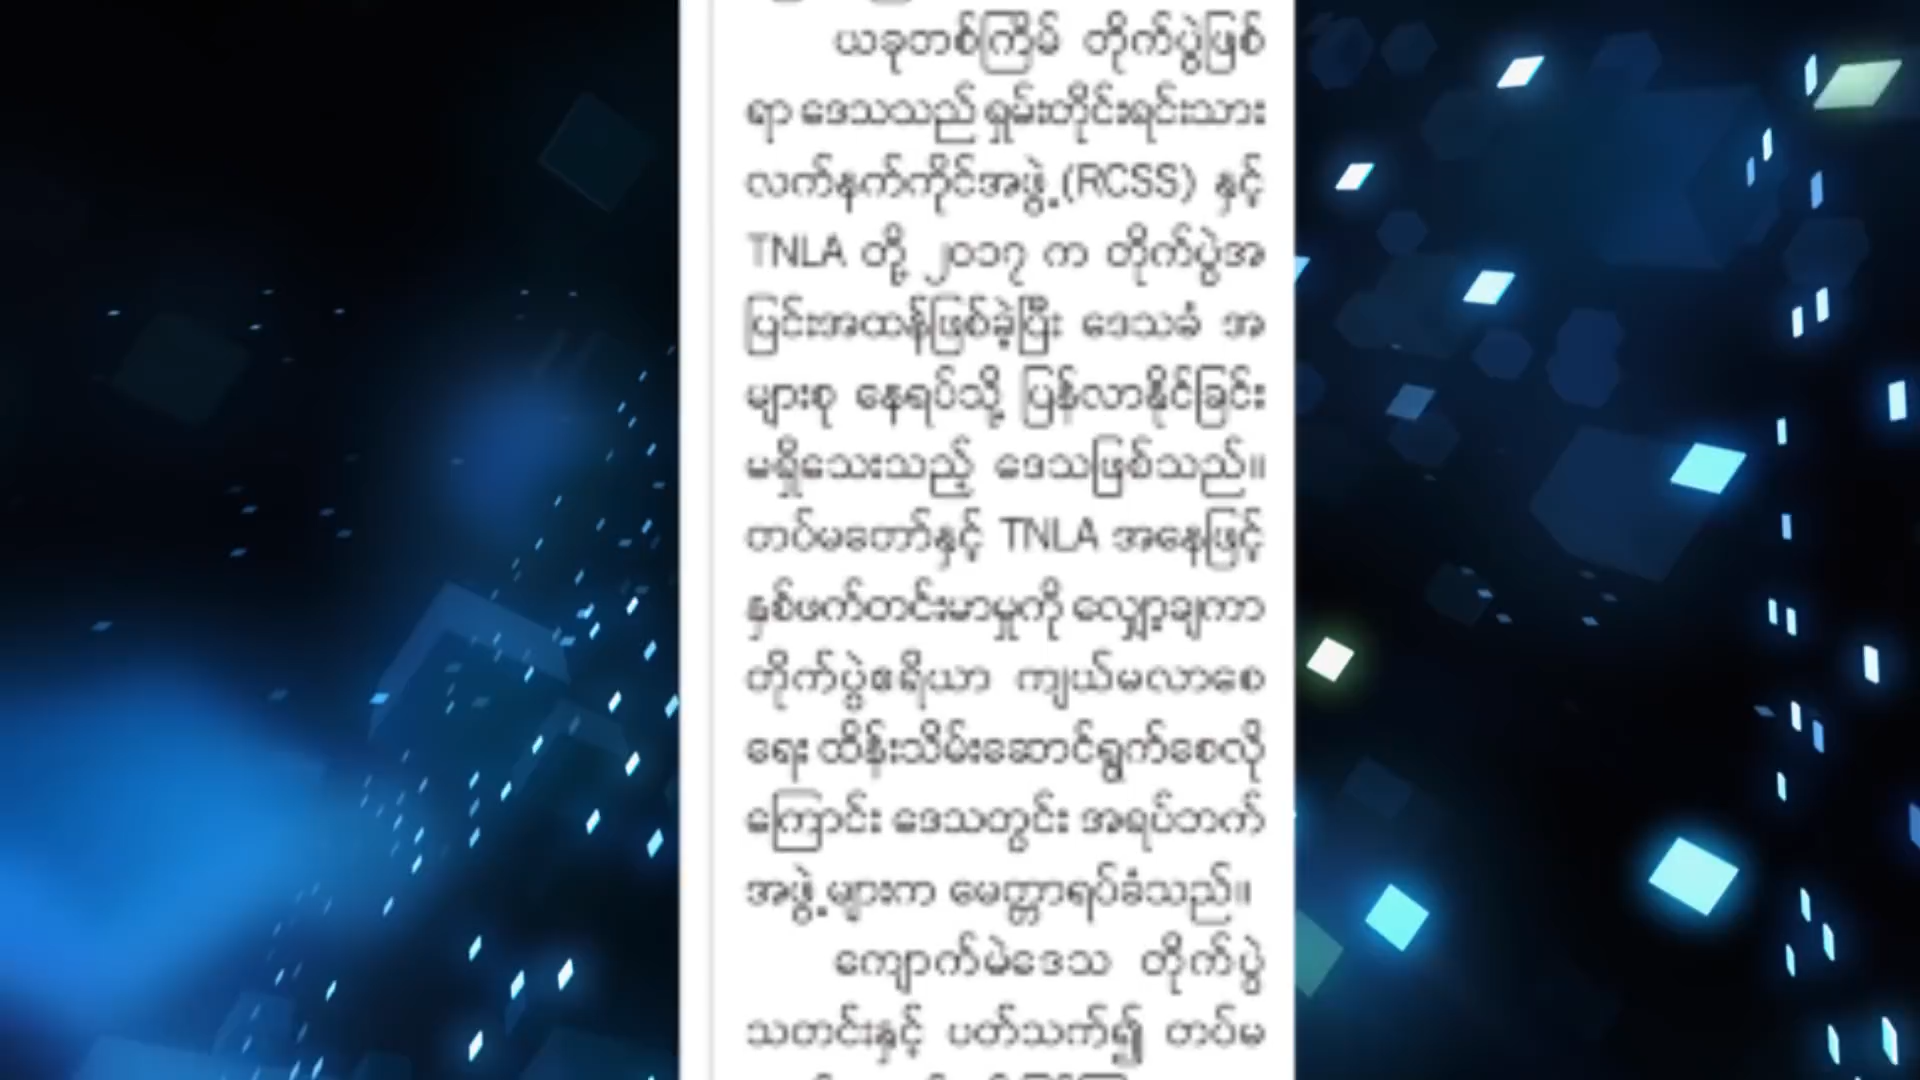 ယခုတစ်ကြိမ် တိုက်ပွဲဖြစ်
ရာ ဒေသသည် ရှမ်းတိုင်းရင်းသား
လက်နက်ကိုင်အဖွဲ့(RCSS) နှင့်
TNLA တို့ ၂၀၁၇ က တိုက်ပွဲအ
ပြင်းအထန်ဖြစ်ခဲ့ပြီး ဒေသခံ အ
များစု နေရပ်သို့ ပြန်လာနိုင်ခြင်း
မရှိသေးသည့် ဒေသဖြစ်သည်။
တပ်မတော်နှင့် TNLA အနေဖြင့်
နှစ်ဖက်တင်းမာမှုကို လျှော့ချကာ
တိုက်ပွဲဧရိယာ ကျယ်မလာစေ
ရေး ထိန်းသိမ်းဆောင်ရွက်စေလို
ကြောင်း ဒေသတွင်း အရပ်ဘက်
အဖွဲ့များက မေတ္တာရပ်ခံသည်။
ကျောက်မဲဒေသ တိုက်ပွဲ
သတင်းနှင့် ပတ်သက်၍ တပ်မ